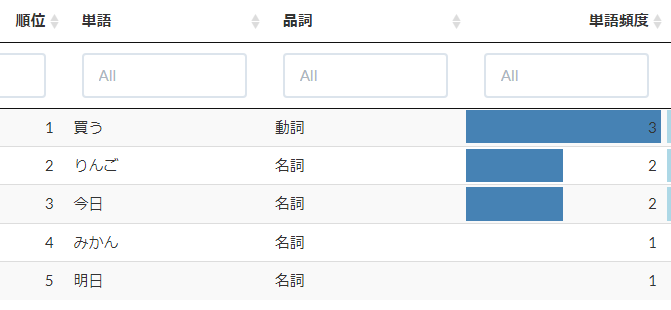 順位 単語 品詞 単語頻度
All All All
1 買う 動詞 3
2 りんご 名詞 2
3 今日 名詞 2
4 みかん 名詞 1
5 明日 名詞 1